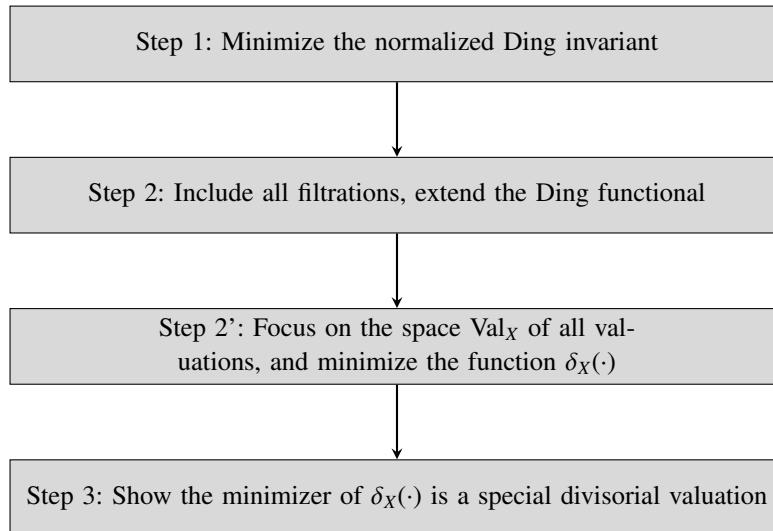 Step 1: Minimize the normalized Ding invariant
Step 2: Include all filtrations, extend the Ding functional
Step 2’: Focus on the space Val_X of all val-
uations, and minimize the function δ_X(·)
Step 3: Show the minimizer of δ_X(·) is a special divisorial valuation